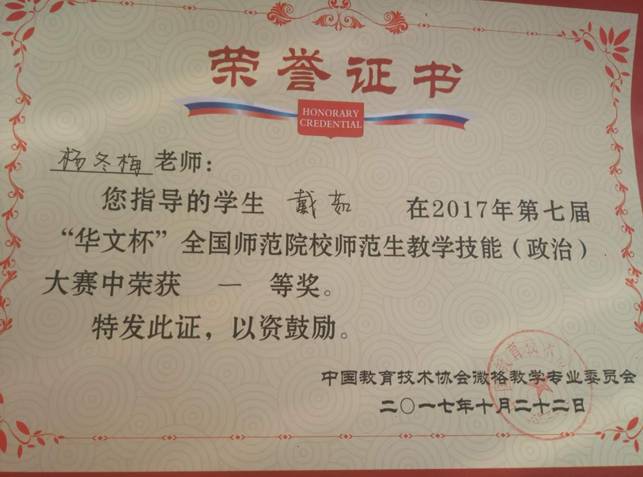 荣誉证书
HONORARY
CREDENTIAL
杨冬梅老师:
您指导的学生 戴茹 在2017年第七届
“华文杯”全国师范院校师范生教学技能(政治)
大赛中荣获 一 等奖。
特发此证,以资鼓励。
中国教育技术协会微格教学专业委员会
二〇一七年十月二十二日